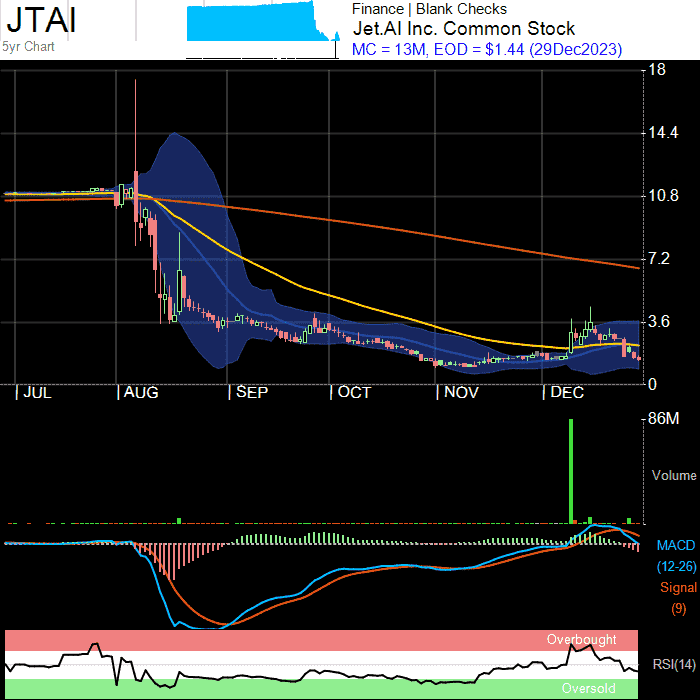 JTAI
5yr Chart
Finance | Blank Checks
Jet.AI Inc. Common Stock
MC = 13M, EOD = $1.44 (29Dec2023)
18
14.4
10.8
7.2
3.6
0
JUL AUG SEP OCT NOV DEC
86M
Volume
MACD
(12-26)
Signal
(9)
Overbought
RSI(14)
Oversold